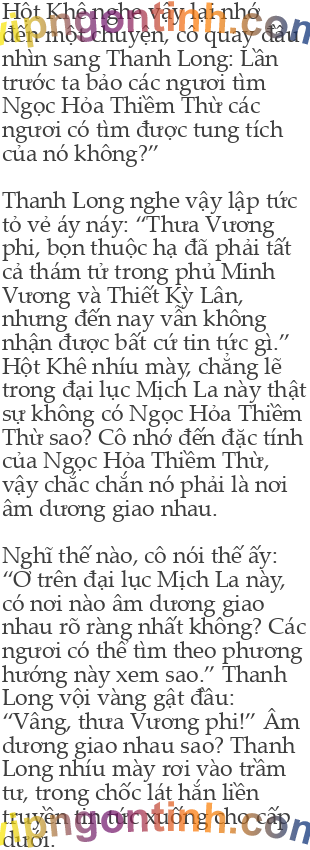 Hột Khê nghe vậy lại nhớ
đến một chuyện, cô quay đầu
nhìn sang Thanh Long: Lần
trước ta bảo các ngươi tìm
Ngọc Hỏa Thiềm Thừ các
ngươi có tìm được tung tích
của nó không?”
Thanh Long nghe vậy lập tức
tỏ vẻ áy náy: “Thưa Vương
phi, bọn thuộc hạ đã phải tất
cả thám tử trong phủ Minh
Vương và Thiết Kỳ Lân,
nhưng đến nay vẫn không
nhận được bất cứ tin tức gì.”
Hột Khê nhíu mày, chẳng lẽ
trong đại lục Mịch La này thật
sự không có Ngọc Hỏa Thiềm
Thừ sao? Cô nhớ đến đặc tính
của Ngọc Hỏa Thiềm Thừ,
vậy chắc chắn nó phải là nơi
âm dương giao nhau.
Nghĩ thế nào, cô nói thế ấy:
“Ở trên đại lục Mịch La này,
có nơi nào âm dương giao
nhau rõ ràng nhất không? Các
ngươi có thể tìm theo phương
hướng này xem sao.” Thanh
Long vội vàng gật đầu:
“Vâng, thưa Vương phi!” Âm
dương giao nhau sao? Thanh
Long nhíu mày rơi vào trầm
tư, trong chốc lát hắn liền
truyền tin tức xuống cho cấp
dưới.
vipngontinh.com
vipngontinh.com